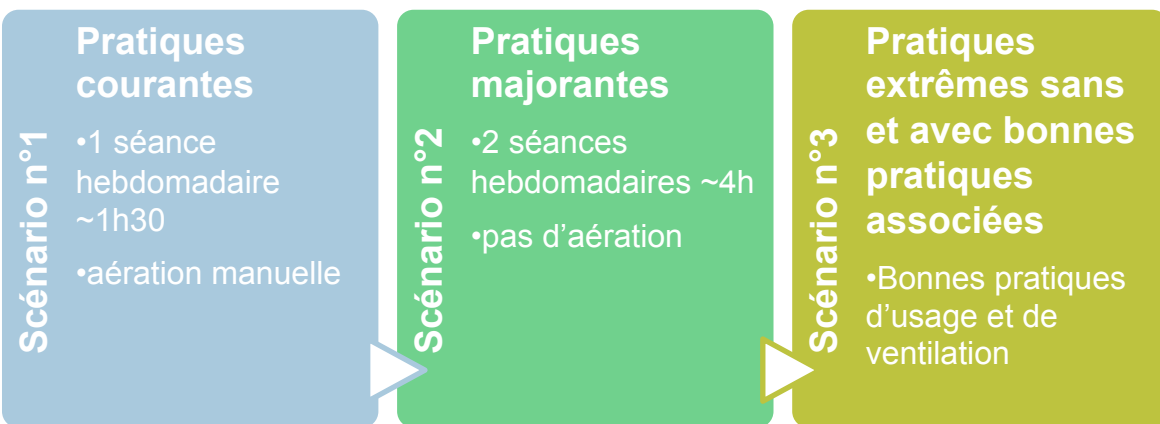 Scénario n°1
Pratiques
courantes
•1 séance
hebdomadaire
~1h30
•aération manuelle
Scénario n°2
Pratiques
majorantes
•2 séances
hebdomadaires ~4h
•pas d’aération
Scénario n°3
Pratiques
extrêmes sans
et avec bonnes
pratiques
associées
•Bonnes pratiques
d’usage et de
ventilation